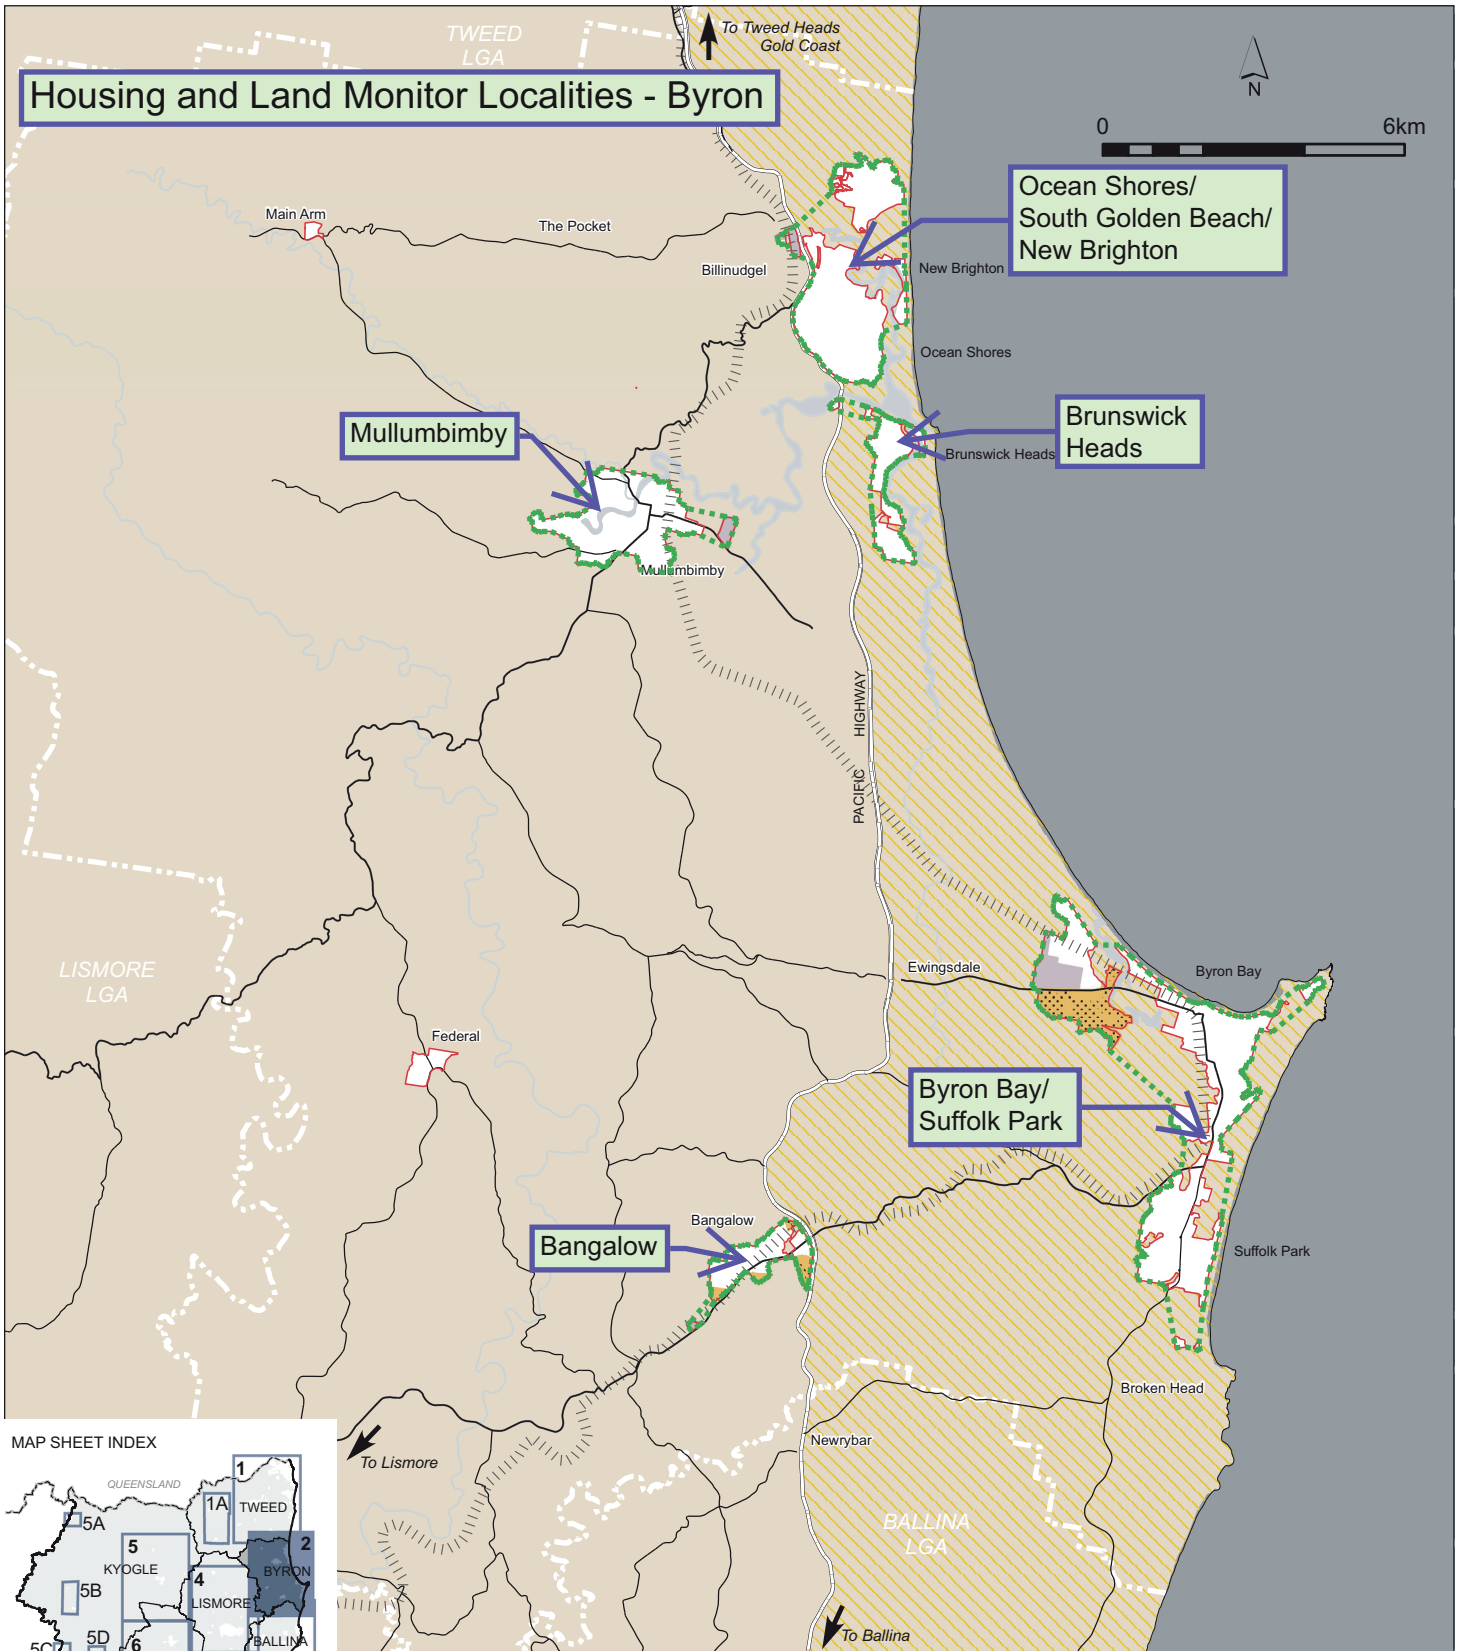 TWEED
LGA
To Tweed Heads
Gold Coast
Housing and Land Monitor Localities - Byron
N
0
6km
Ocean Shores/
South Golden Beach/
New Brighton
Main Arm
The Pocket
Billinudgel
New Brighton
Ocean Shores
Mullumbimby
Brunswick
Heads
Brunswick Heads
Mullumbimby
PACIFIC HIGHWAY
LISMORE
LGA
Ewingsdale
Byron Bay
Federal
Byron Bay/
Suffolk Park
Bangalow
Bangalow
Suffolk Park
Broken Head
Newrybar
To Lismore
BALLINA
LGA
To Ballina
MAP SHEET INDEX
QUEENSLAND
1
1A
TWEED
5A
5
KYOGLE
2
BYRON
4
LISMORE
5B
5C
5D
6
BALLINA